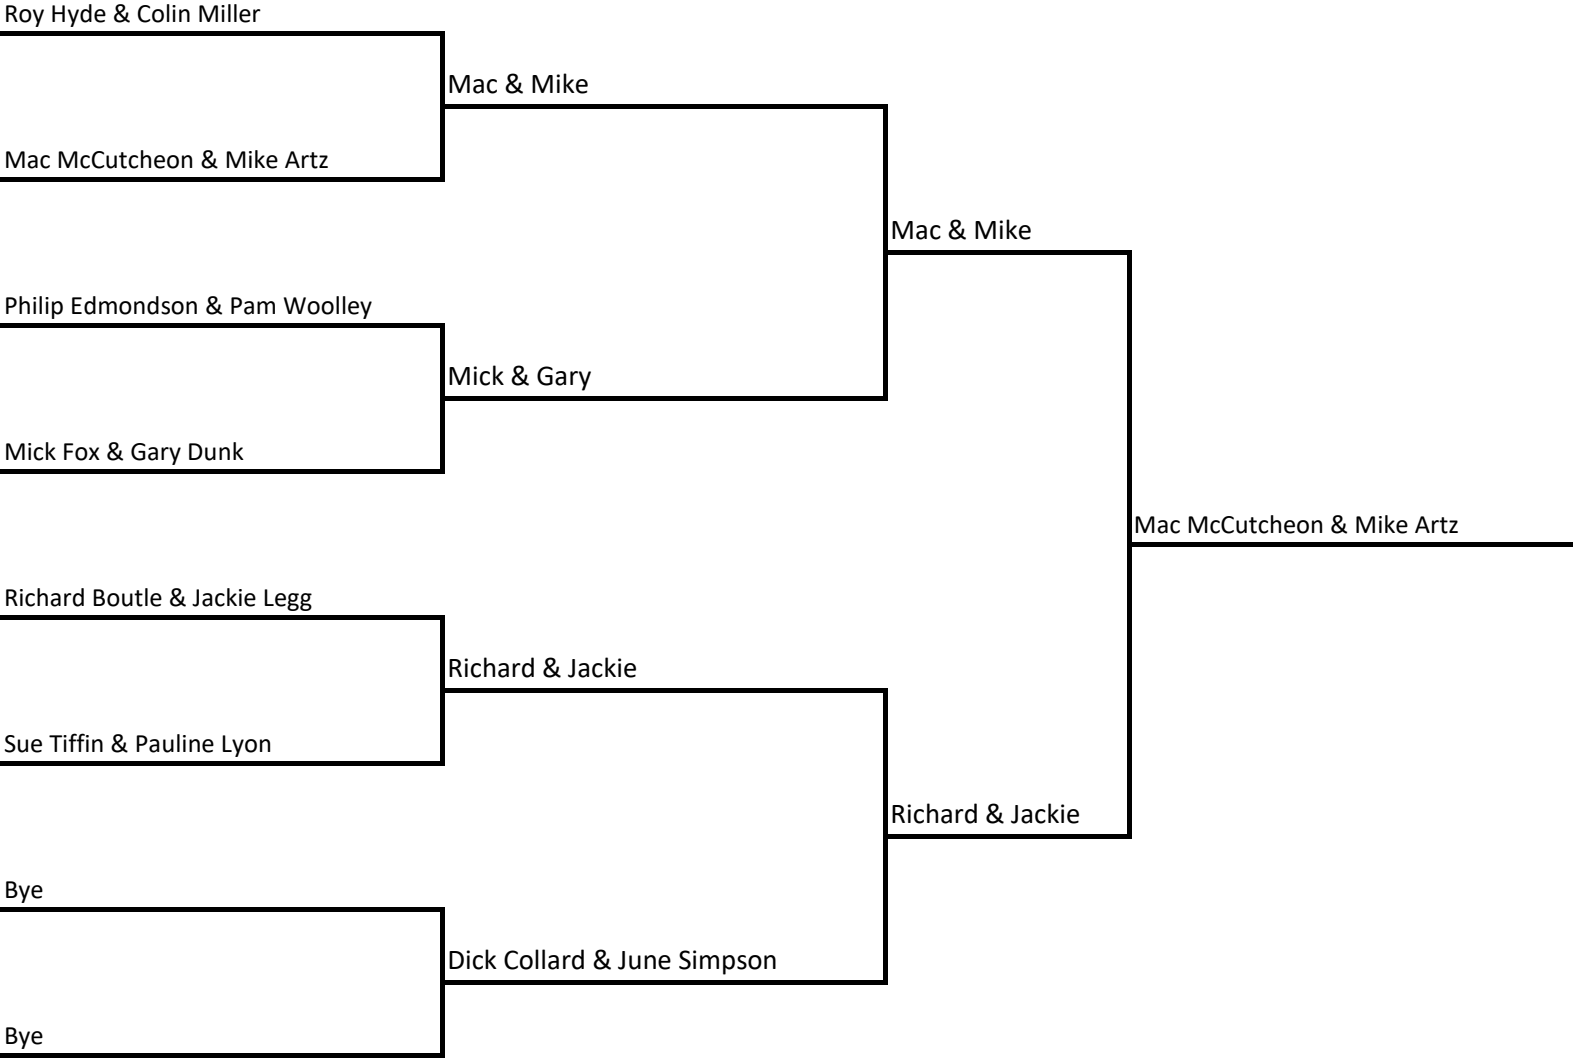 Roy Hyde & Colin Miller
Mac & Mike
Mac McCutcheon & Mike Artz
Mac & Mike
Philip Edmondson & Pam Woolley
Mick & Gary
Mick Fox & Gary Dunk
Mac McCutcheon & Mike Artz
Richard Boutle & Jackie Legg
Richard & Jackie
Sue Tiffin & Pauline Lyon
Richard & Jackie
Bye
Dick Collard & June Simpson
Bye